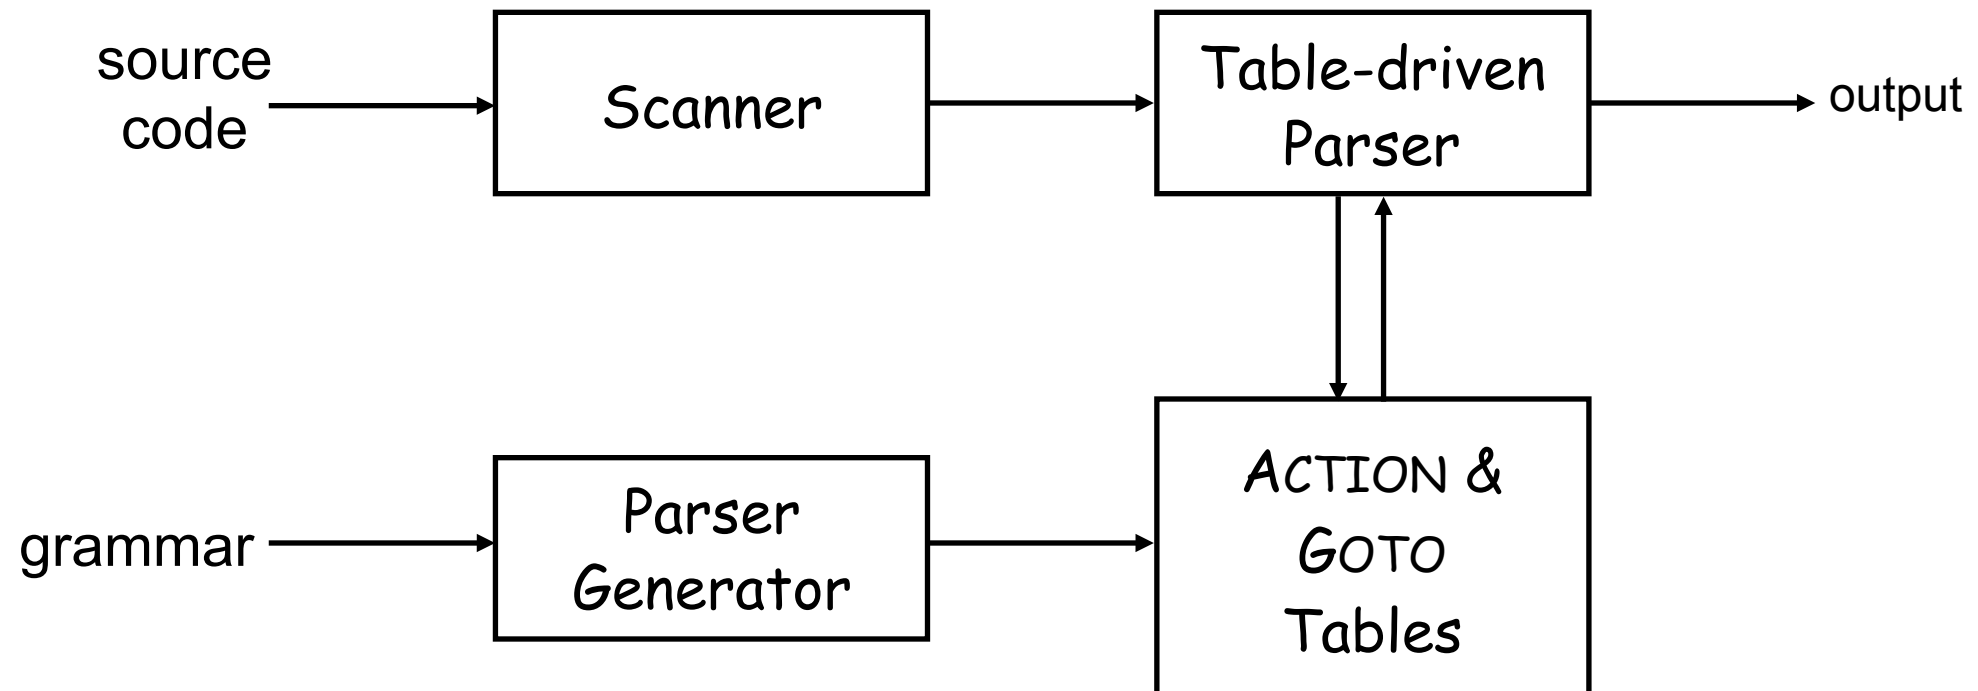 source
code
Scanner
Table-driven
Parser
output
grammar
Parser
Generator
ACTION &
GOTO
Tables